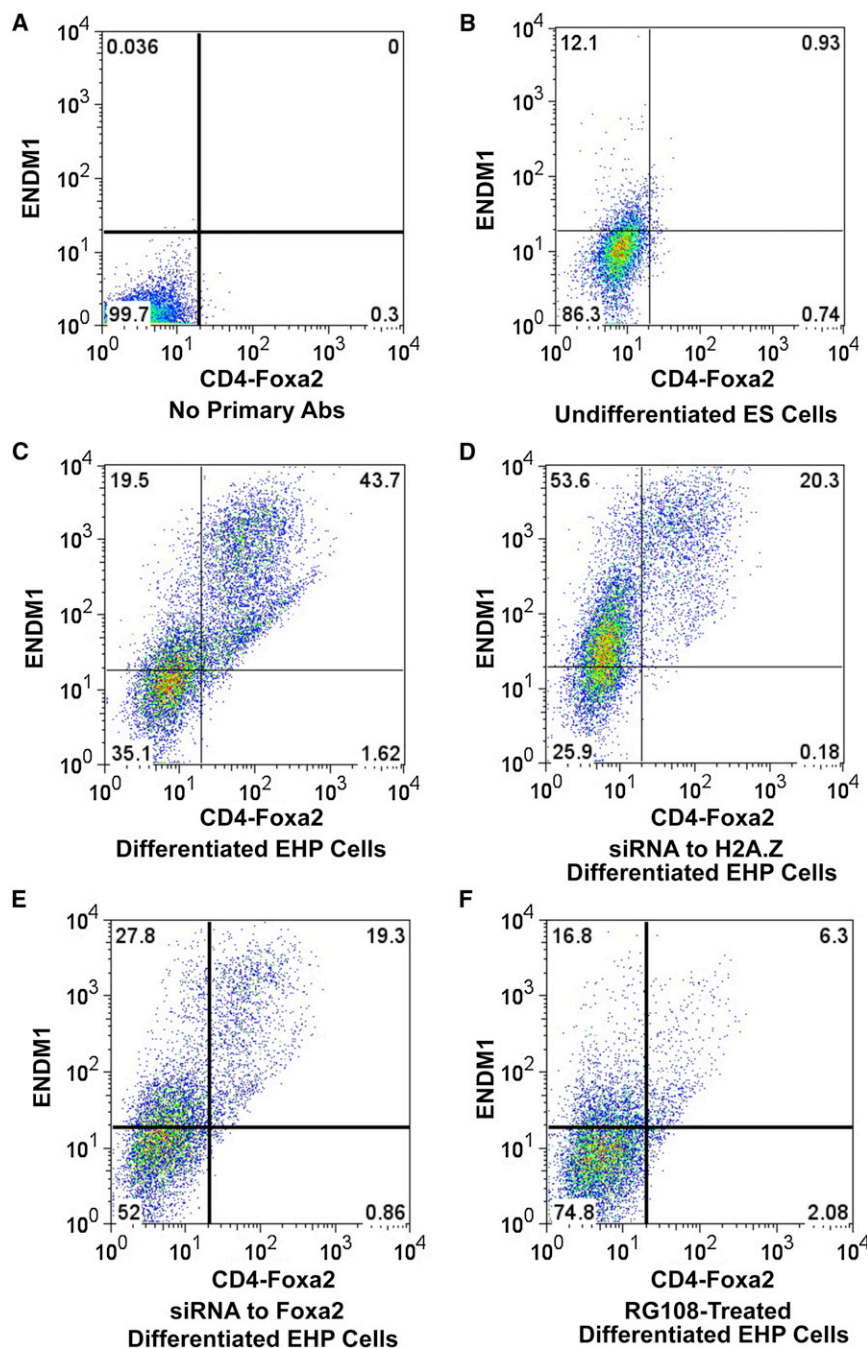 A
B
0.036 0
12.1 0.93
10^4
10^3
10^2
10^1
10^0
ENDM1
99.7 0.3
86.3 0.74
10^0 10^1 10^2 10^3 10^4
CD4-Foxa2
No Primary Abs
10^4
10^3
10^2
10^1
10^0
ENDM1
10^0 10^1 10^2 10^3 10^4
CD4-Foxa2
Undifferentiated ES Cells
C
D
19.5 43.7
53.6 20.3
10^4
10^3
10^2
10^1
10^0
ENDM1
35.1 1.62
25.9 0.18
10^0 10^1 10^2 10^3 10^4
CD4-Foxa2
Differentiated EHP Cells
10^4
10^3
10^2
10^1
10^0
ENDM1
10^0 10^1 10^2 10^3 10^4
CD4-Foxa2
siRNA to H2A.Z
Differentiated EHP Cells
E
F
27.8 19.3
16.8 6.3
10^4
10^3
10^2
10^1
10^0
ENDM1
52 0.86
74.8 2.08
10^0 10^1 10^2 10^3 10^4
CD4-Foxa2
siRNA to Foxa2
Differentiated EHP Cells
10^4
10^3
10^2
10^1
10^0
ENDM1
10^0 10^1 10^2 10^3 10^4
CD4-Foxa2
RG108-Treated
Differentiated EHP Cells